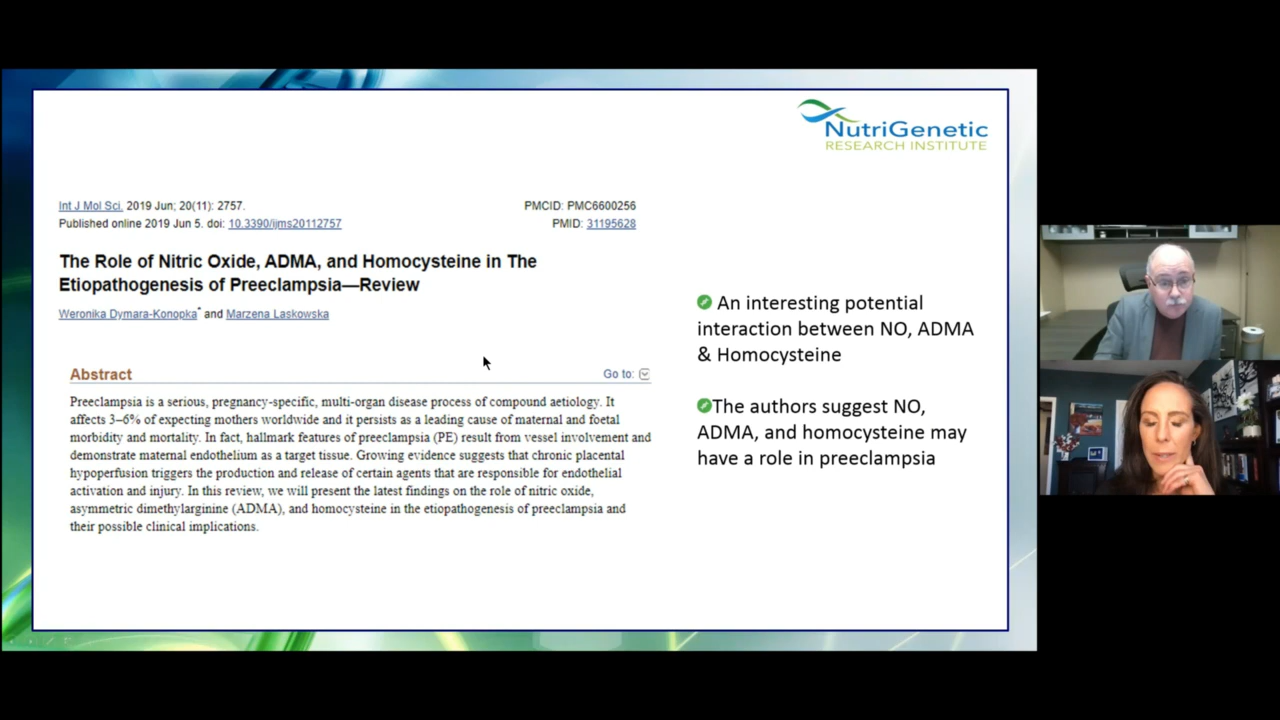 NutriGenetic
RESEARCH INSTITUTE
Int J Mol Sci. 2019 Jun; 20(11): 2757.
PMCID: PMC6600256
Published online 2019 Jun 5. doi: 10.3390/ijms20112757
PMID: 31195628
The Role of Nitric Oxide, ADMA, and Homocysteine in The
Etiopathogenesis of Preeclampsia—Review
Weronika Dymara-Konopka* and Marzena Laskowska
Abstract
Go to:
Preeclampsia is a serious, pregnancy-specific, multi-organ disease process of compound aetiology. It
affects 3–6% of expecting mothers worldwide and it persists as a leading cause of maternal and foetal
morbidity and mortality. In fact, hallmark features of preeclampsia (PE) result from vessel involvement and
demonstrate maternal endothelium as a target tissue. Growing evidence suggests that chronic placental
hypoperfusion triggers the production and release of certain agents that are responsible for endothelial
activation and injury. In this review, we will present the latest findings on the role of nitric oxide,
asymmetric dimethylarginine (ADMA), and homocysteine in the etiopathogenesis of preeclampsia and
their possible clinical implications.
An interesting potential
interaction between NO, ADMA
& Homocysteine
The authors suggest NO,
ADMA, and homocysteine may
have a role in preeclampsia